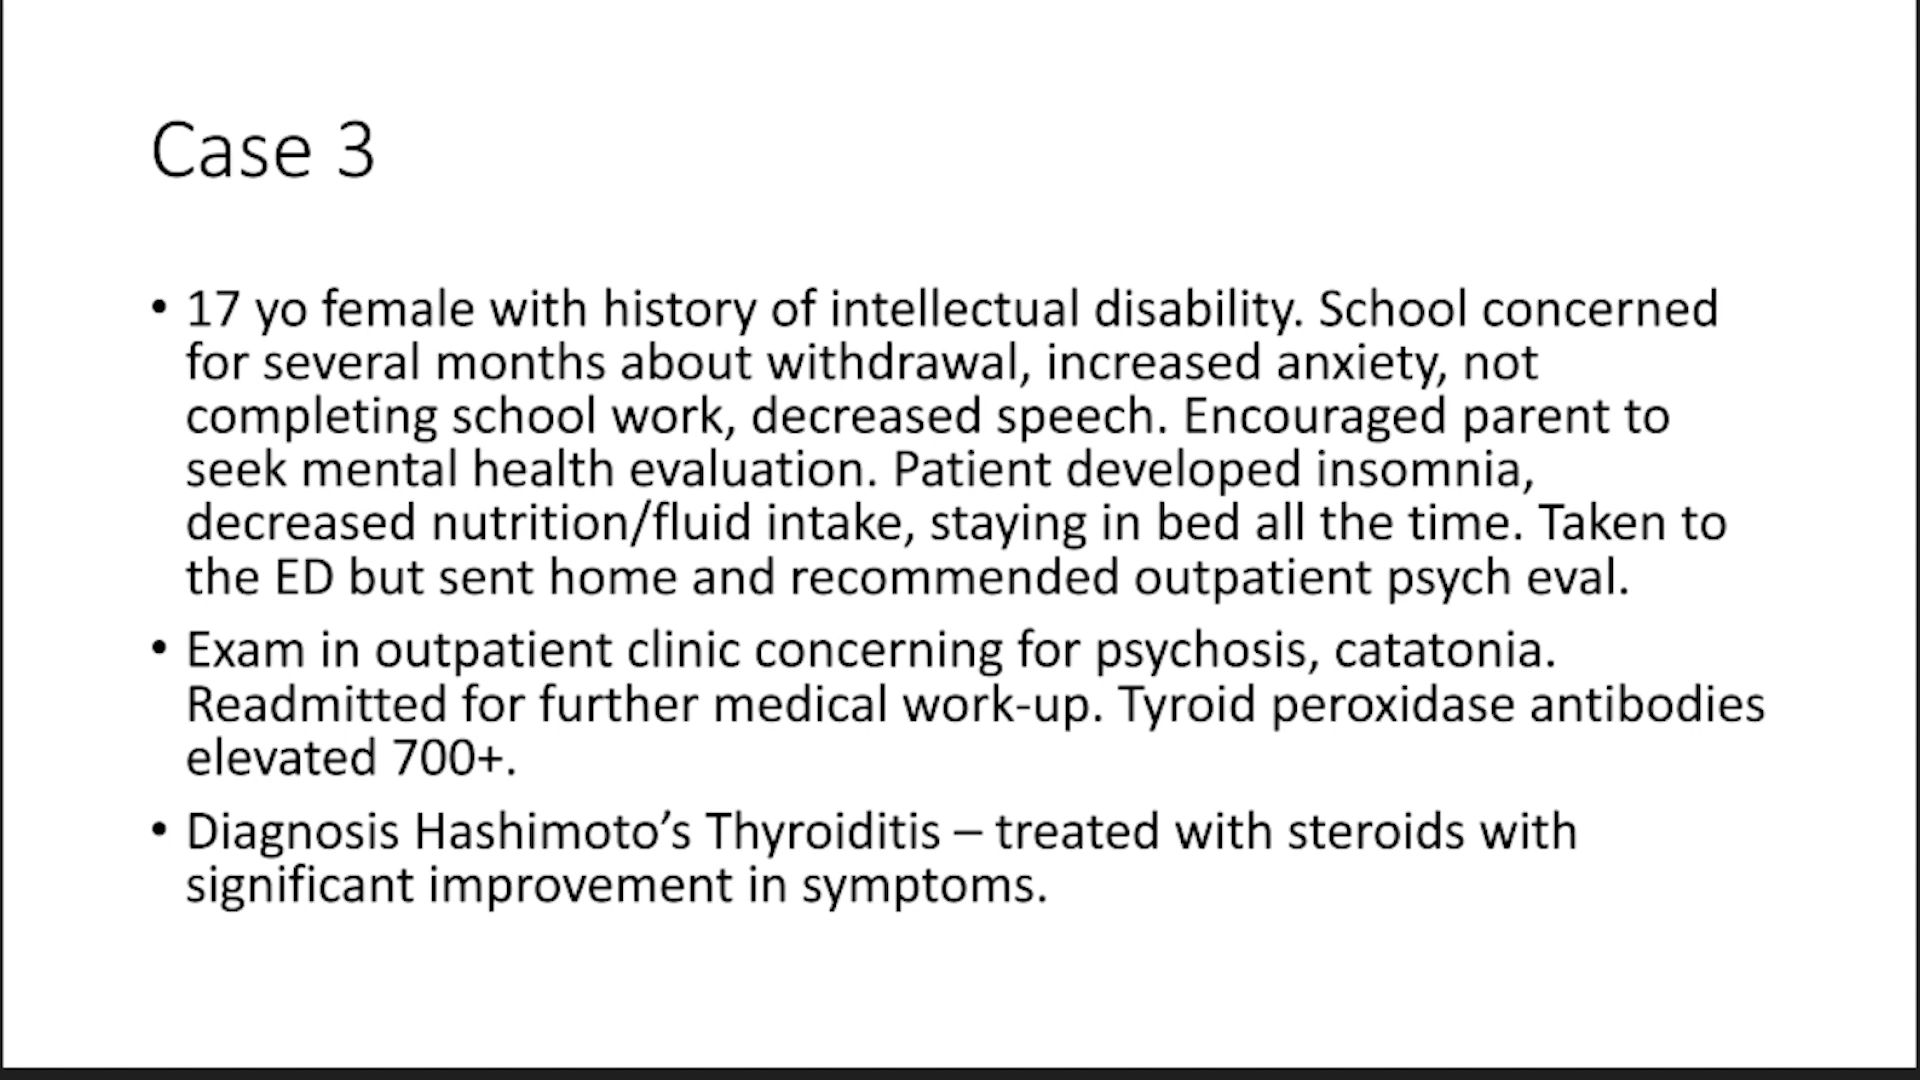 Case 3
• 17 yo female with history of intellectual disability. School concerned
for several months about withdrawal, increased anxiety, not
completing school work, decreased speech. Encouraged parent to
seek mental health evaluation. Patient developed insomnia,
decreased nutrition/fluid intake, staying in bed all the time. Taken to
the ED but sent home and recommended outpatient psych eval.
• Exam in outpatient clinic concerning for psychosis, catatonia.
Readmitted for further medical work-up. Tyroid peroxidase antibodies
elevated 700+.
• Diagnosis Hashimoto’s Thyroiditis – treated with steroids with
significant improvement in symptoms.